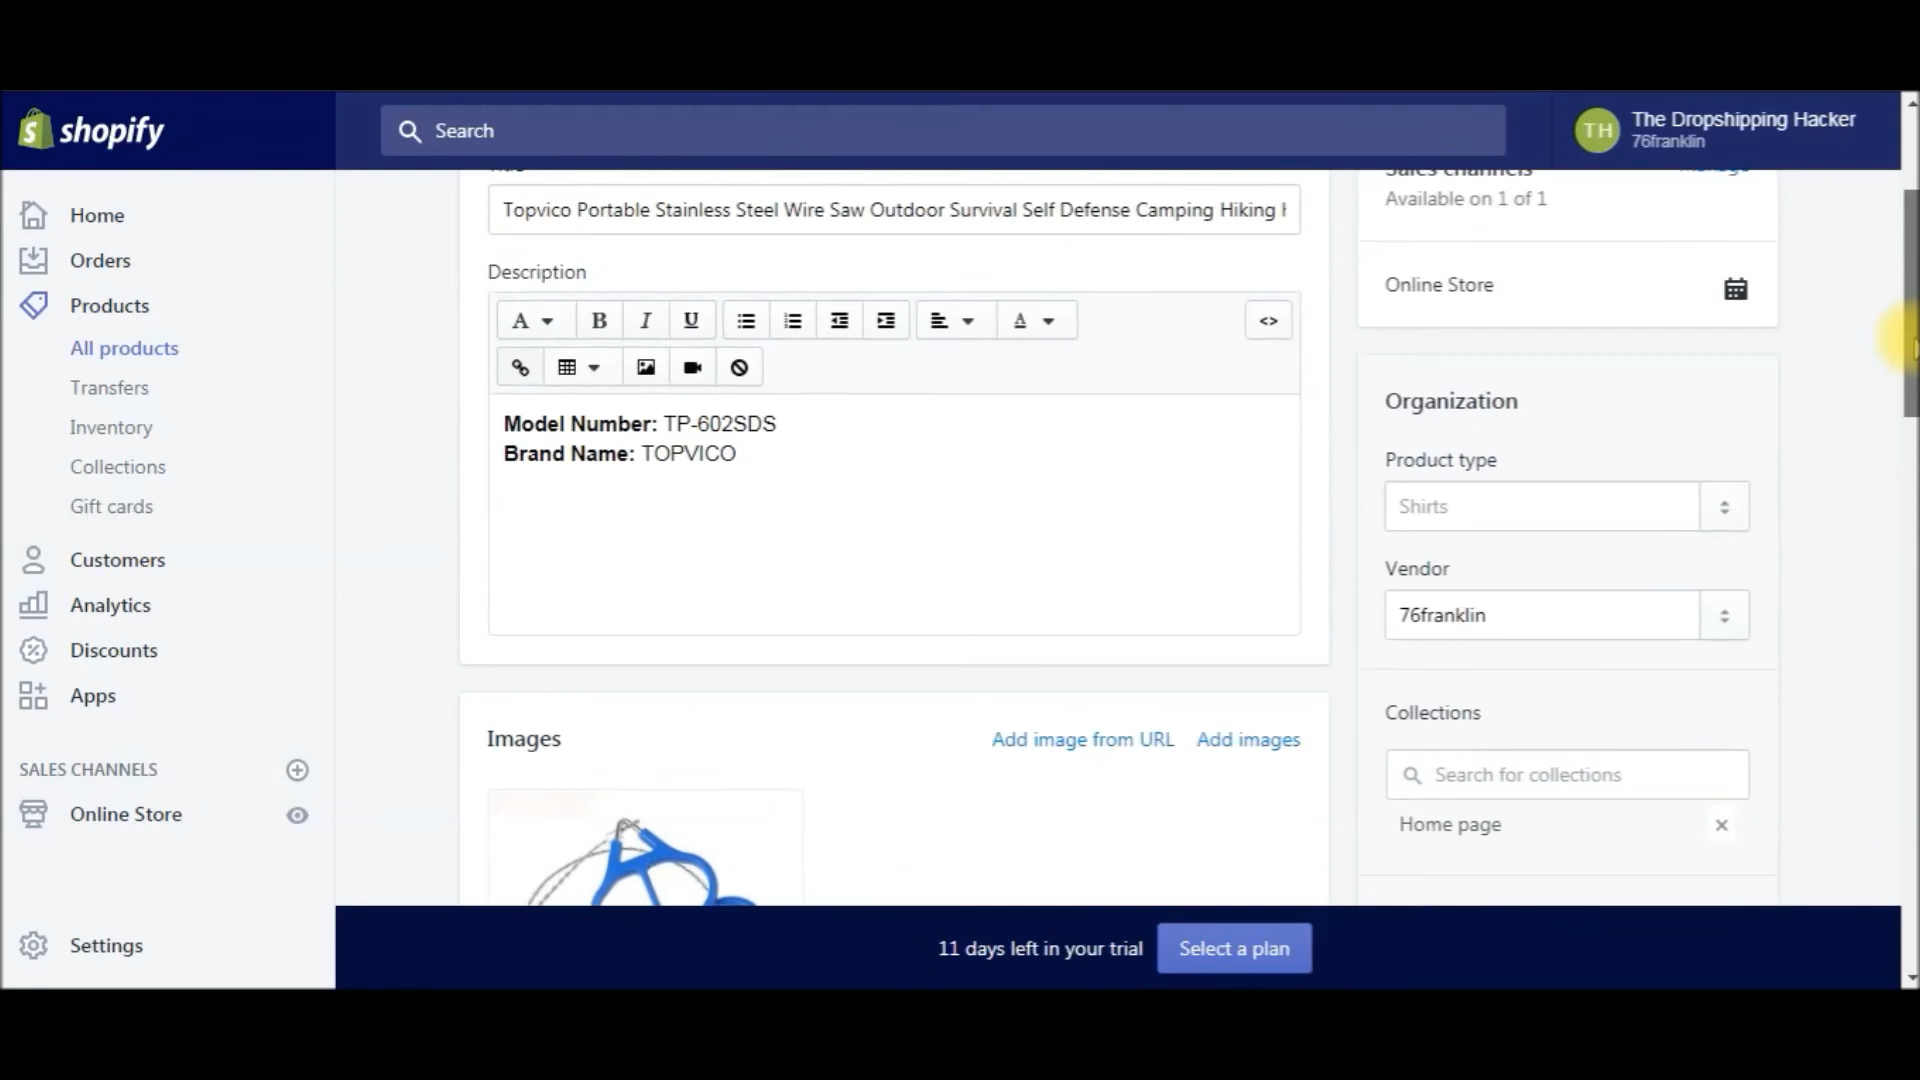 shopify
Search
TH
The Dropshipping Hacker
76franklin
Home
Orders
Products
All products
Transfers
Inventory
Collections
Gift cards
Customers
Analytics
Discounts
Apps
SALES CHANNELS
Online Store
Settings
Topvico Portable Stainless Steel Wire Saw Outdoor Survival Self Defense Camping Hiking
Description
A
B
I
U
A
<>
Model Number: TP-602SDS
Brand Name: TOPVICO
Images
Add image from URL
Add images
Sales channels
Manage
Available on 1 of 1
Online Store
Organization
Product type
Shirts
Vendor
76franklin
Collections
Search for collections
Home page
11 days left in your trial
Select a plan